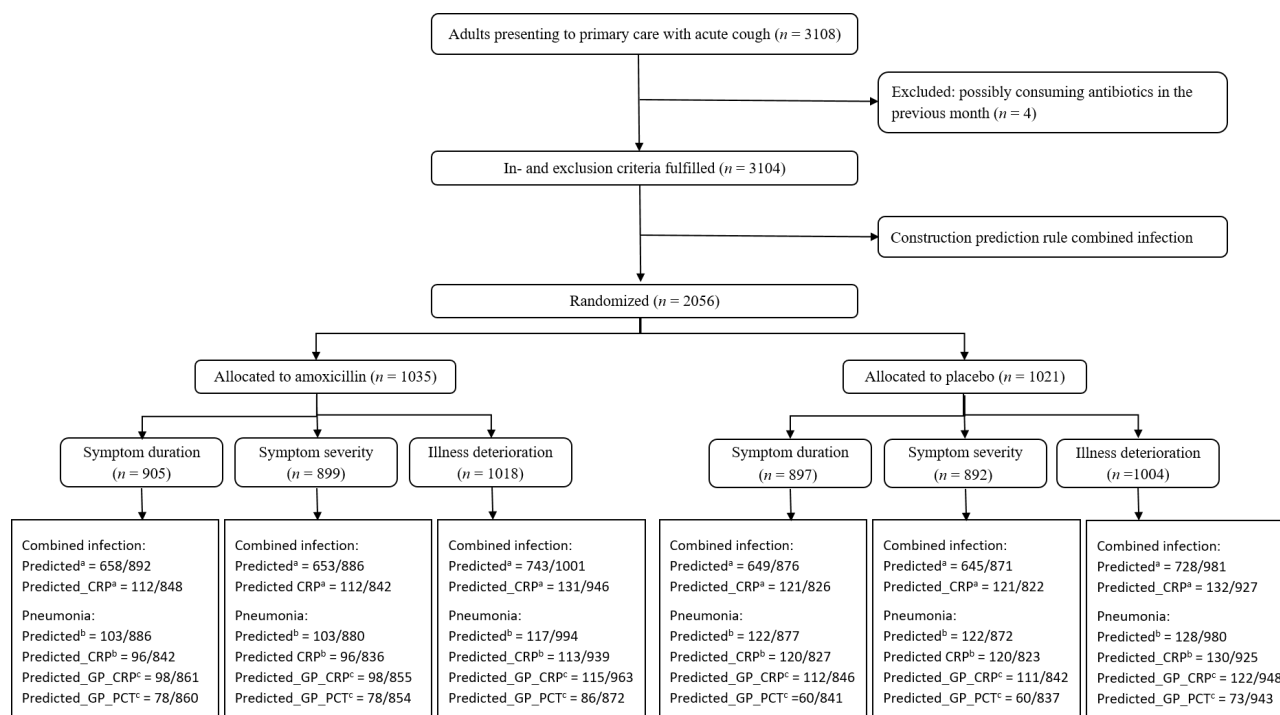 Adults presenting to primary care with acute cough (n = 3108)
Excluded: possibly consuming antibiotics in the
previous month (n = 4)
In- and exclusion criteria fulfilled (n = 3104)
Construction prediction rule combined infection
Randomized (n = 2056)
Allocated to amoxicillin (n = 1035)
Allocated to placebo (n = 1021)
Symptom duration
(n = 905)
Symptom severity
(n = 899)
Illness deterioration
(n = 1018)
Symptom duration
(n = 897)
Symptom severity
(n = 892)
Illness deterioration
(n =1004)
Combined infection:
Predictedᵃ = 658/892
Predicted_CRPᵃ = 112/848
Pneumonia:
Predictedᵇ = 103/886
Predicted_CRPᵇ = 96/842
Predicted_GP_CRPᶜ = 98/861
Predicted_GP_PCTᶜ = 78/860
Combined infection:
Predictedᵃ = 653/886
Predicted CRPᵃ = 112/842
Pneumonia:
Predictedᵇ = 103/880
Predicted CRPᵇ = 96/836
Predicted_GP_CRPᶜ = 98/855
Predicted_GP_PCTᶜ = 78/854
Combined infection:
Predictedᵃ = 743/1001
Predicted_CRPᵃ = 131/946
Pneumonia:
Predictedᵇ = 117/994
Predicted_CRPᵇ = 113/939
Predicted_GP_CRPᶜ = 115/963
Predicted_GP_PCTᶜ = 86/872
Combined infection:
Predictedᵃ = 649/876
Predicted_CRPᵃ = 121/826
Pneumonia:
Predictedᵇ = 122/877
Predicted_CRPᵇ = 120/827
Predicted_GP_CRPᶜ = 112/846
Predicted_GP_PCTᶜ =60/841
Combined infection:
Predictedᵃ = 645/871
Predicted_CRPᵃ = 121/822
Pneumonia:
Predictedᵇ = 122/872
Predicted CRPᵇ = 120/823
Predicted_GP_CRPᶜ = 111/842
Predicted_GP_PCTᶜ = 60/837
Combined infection:
Predictedᵃ = 728/981
Predicted_CRPᵃ = 132/927
Pneumonia:
Predictedᵇ = 128/980
Predicted_CRPᵇ = 130/925
Predicted_GP_CRPᶜ = 122/948
Predicted_GP_PCTᶜ = 73/943